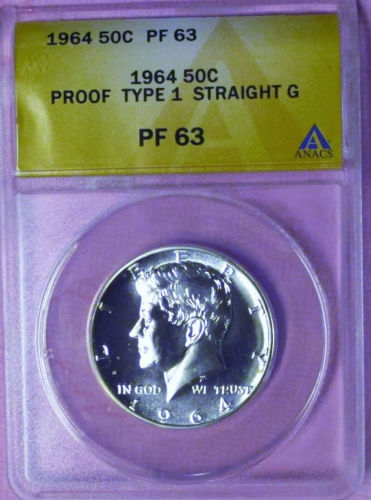 1964 50C PF 63
1964 50C
PROOF TYPE 1 STRAIGHT G
PF 63
ANACS
LIBERTY
IN GOD WE TRUST
1964